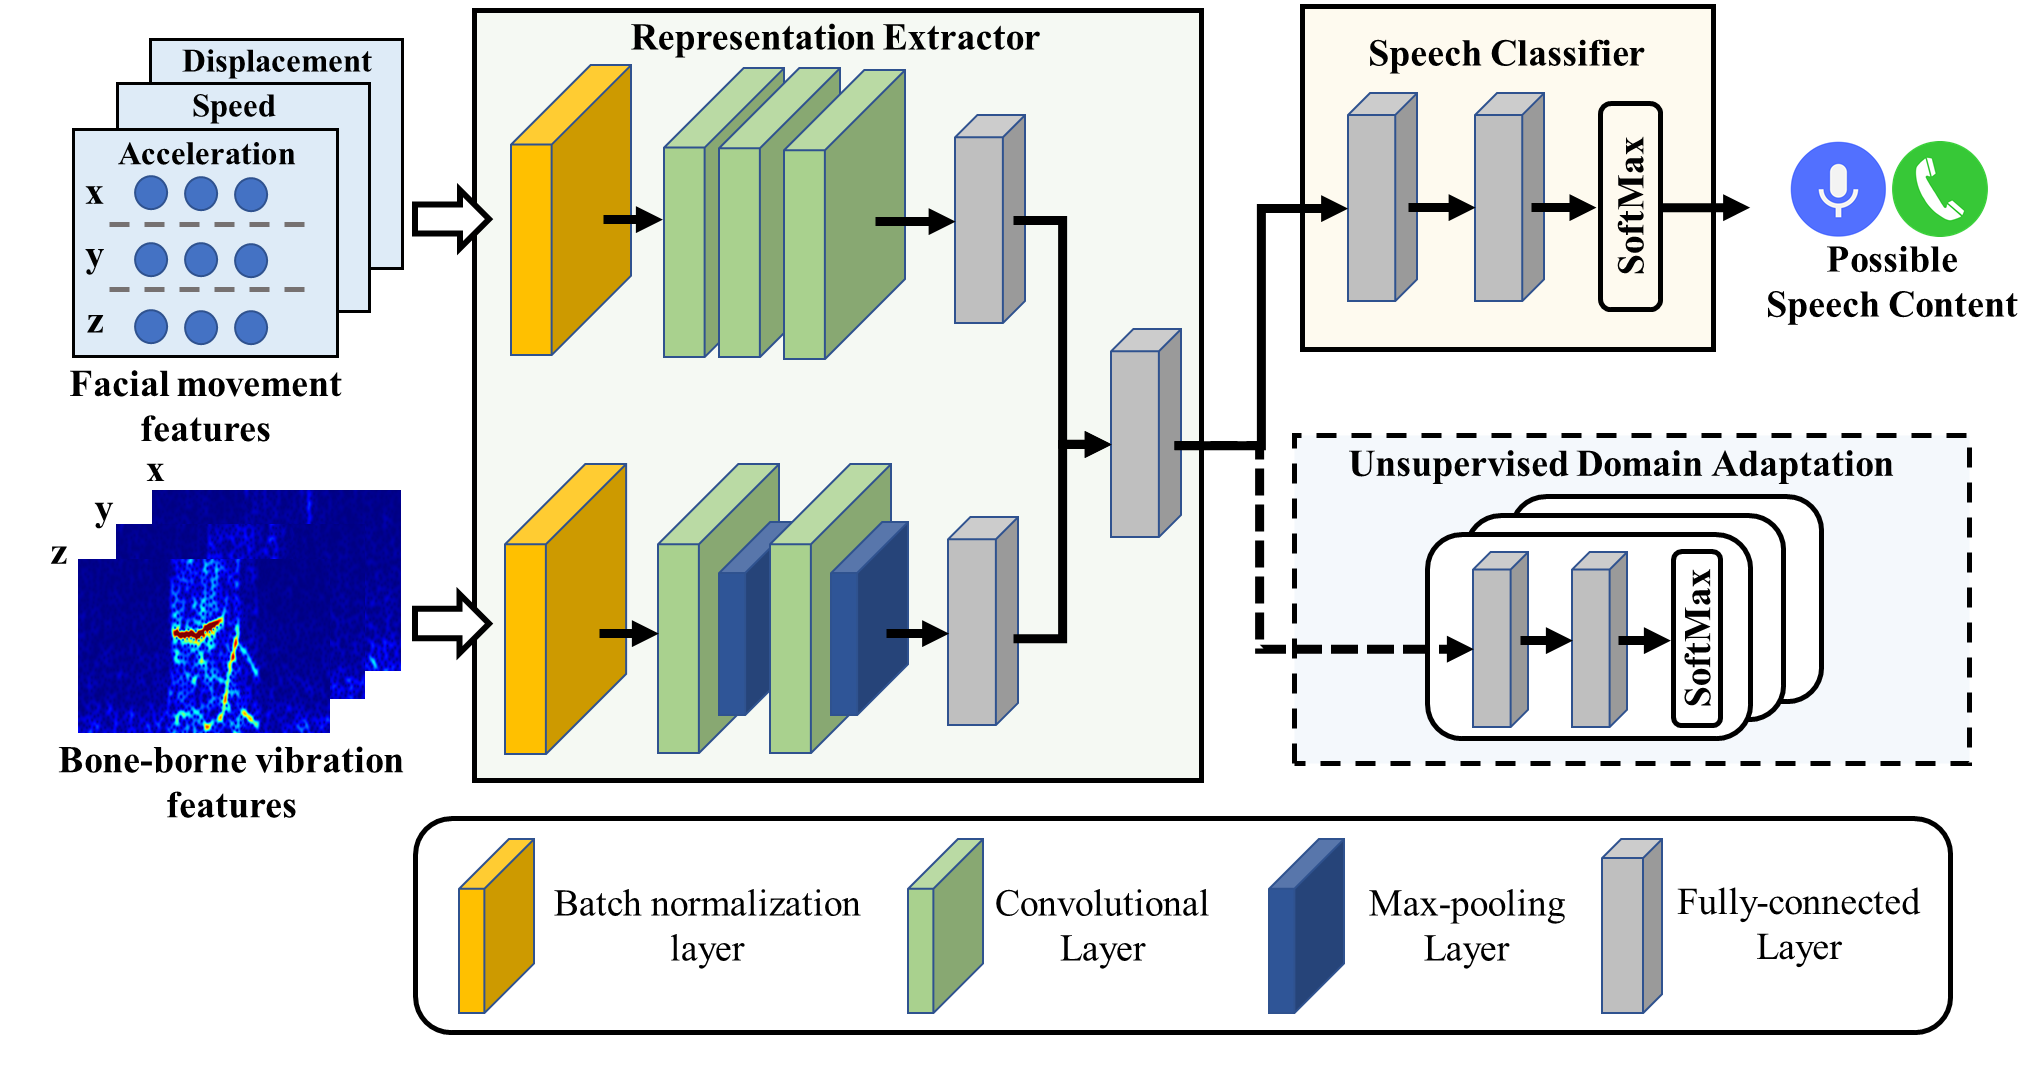 Displacement
Speed
Acceleration
x
y
z
Facial movement
features
x
y
z
Bone-borne vibration
features
Representation Extractor
Speech Classifier
SoftMax
Possible
Speech Content
Unsupervised Domain Adaptation
SoftMax
Batch normalization
layer
Convolutional
Layer
Max-pooling
Layer
Fully-connected
Layer